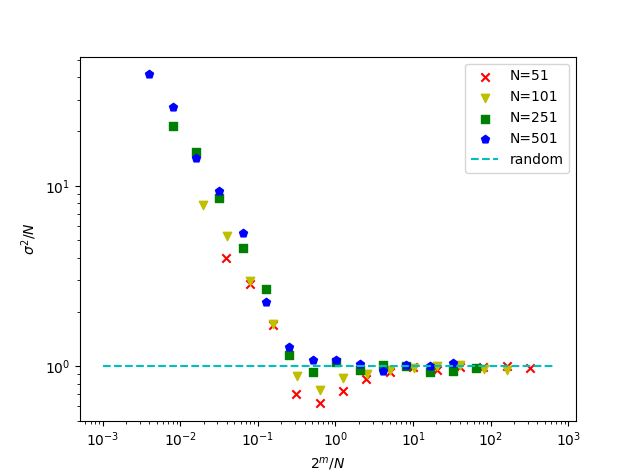 N=51
N=101
N=251
N=501
random
10¹
10⁰
σ²/N
10⁻³
10⁻²
10⁻¹
10⁰
10¹
10²
10³
2ᵐ/N